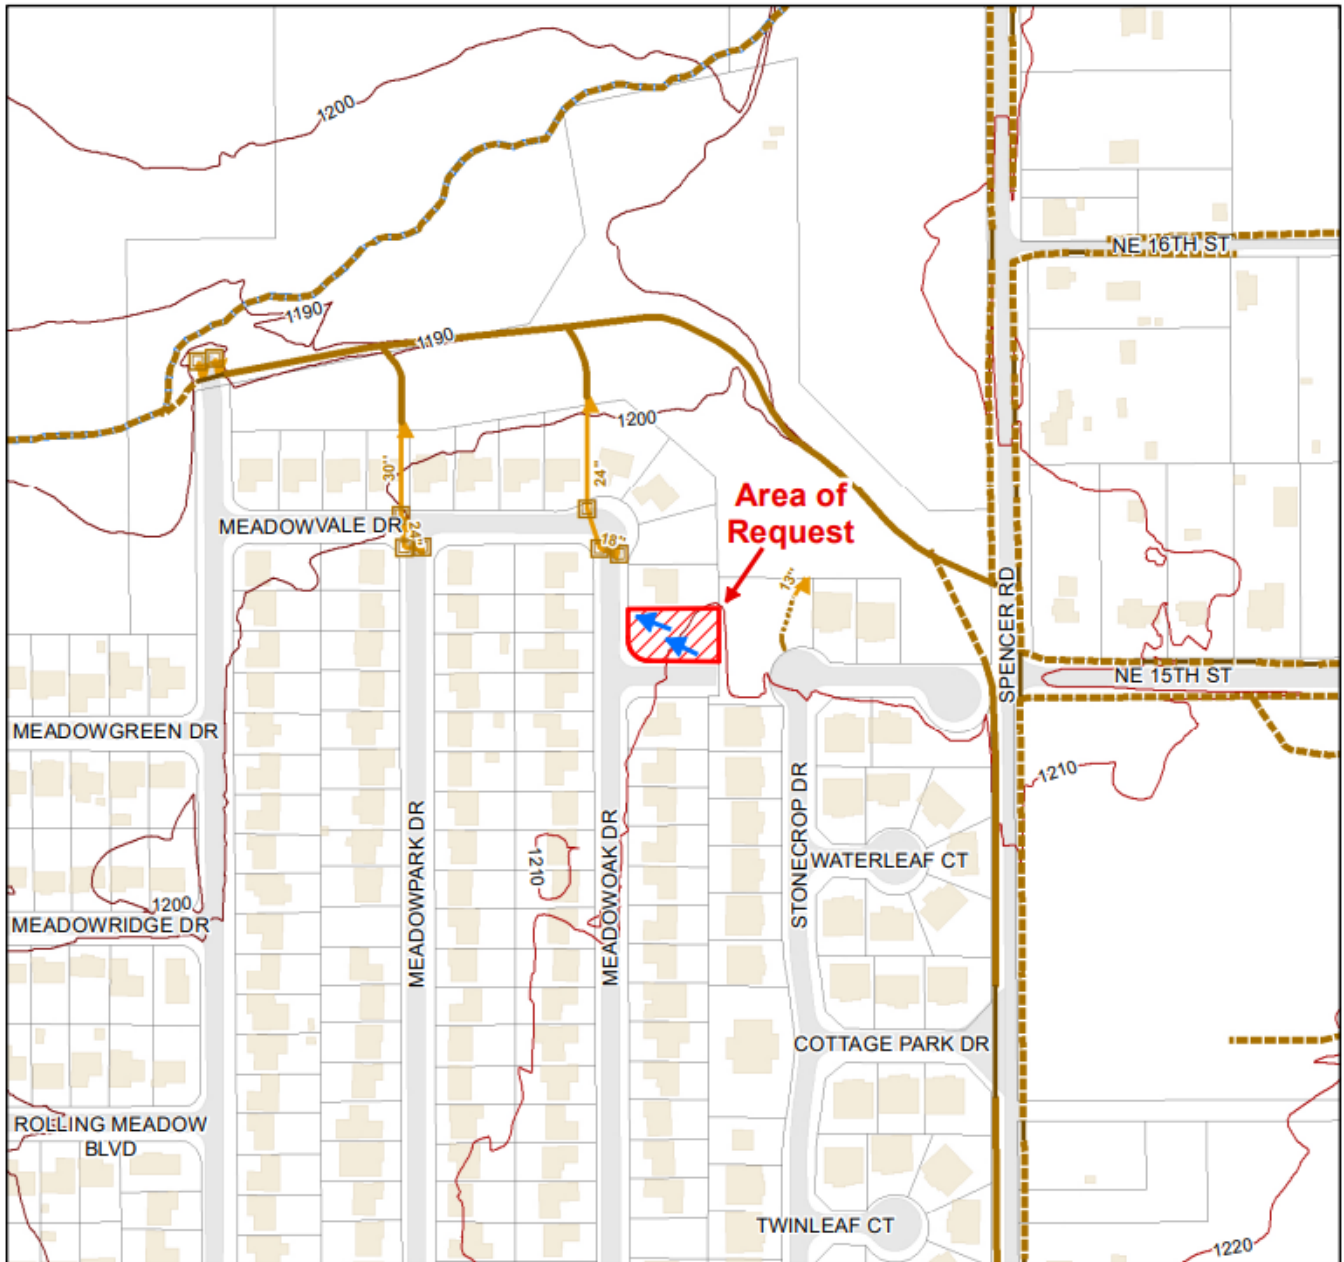 1200
NE 16TH ST
1190
1190
1200
30"
24"
Area of
Request
MEADOWVALE DR
24"
18"
13"
SPENCER RD
NE 15TH ST
MEADOWGREEN DR
1210
STONECROP DR
MEADOWPARK DR
MEADOWOAK DR
1210
WATERLEAF CT
1200
MEADOWRIDGE DR
COTTAGE PARK DR
ROLLING MEADOW
BLVD
TWINLEAF CT
1220